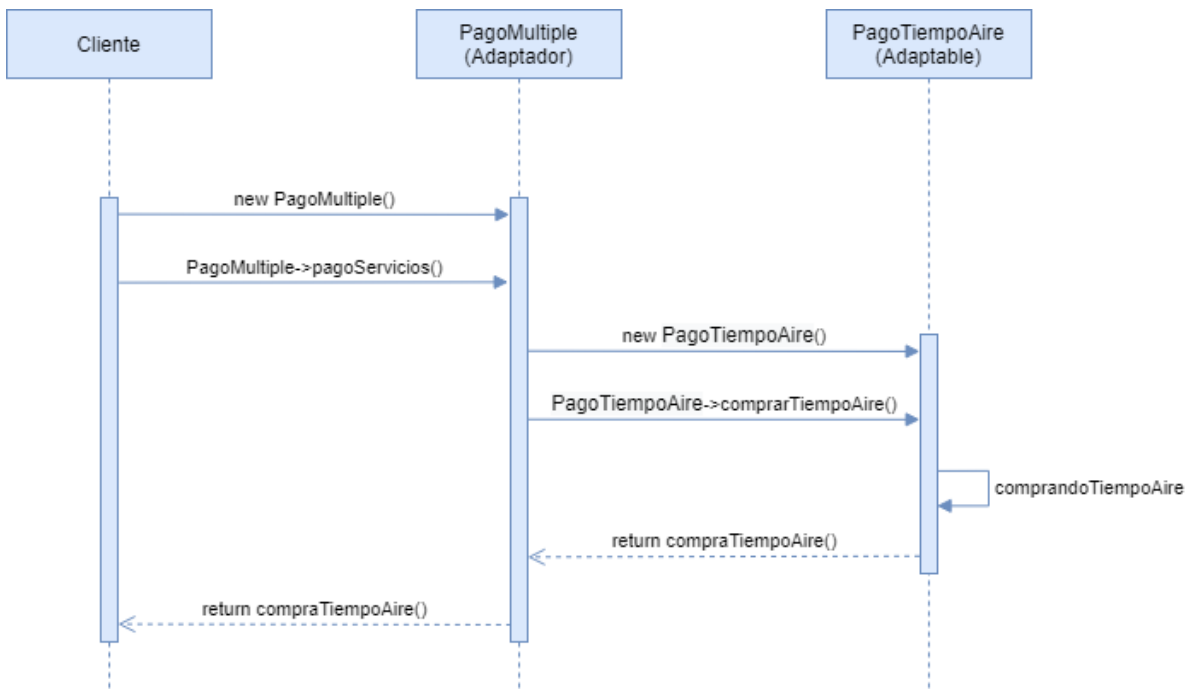 Cliente
PagoMultiple
(Adaptador)
PagoTiempoAire
(Adaptable)
new PagoMultiple()
PagoMultiple->pagoServicios()
new PagoTiempoAire()
PagoTiempoAire->comprarTiempoAire()
comprandoTiempoAire
return compraTiempoAire()
return compraTiempoAire()